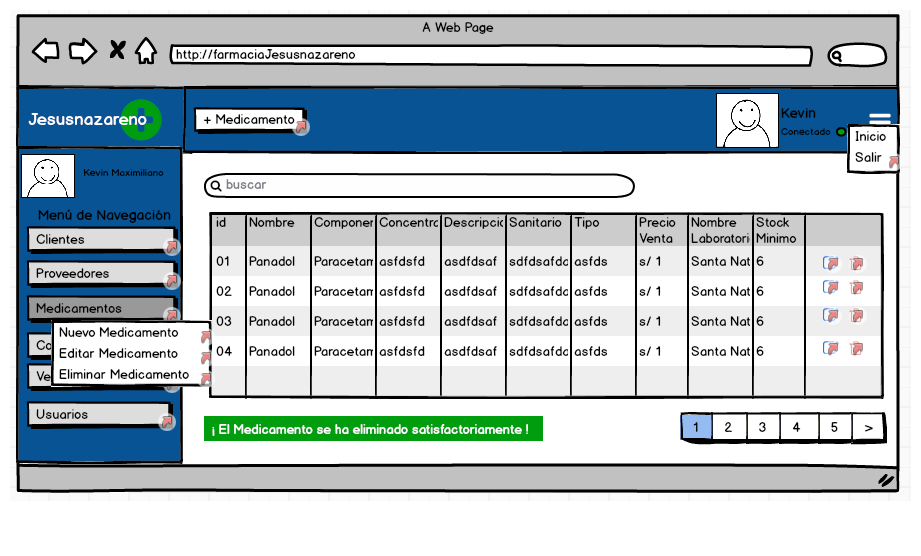 A Web Page
http://farmaciaJesusnazareno
Jesusnazareno
+ Medicamento
Kevin
Conectado
Inicio
Salir
Kevin Maximiliano
Menú de Navegación
Clientes
Proveedores
Medicamentos
Nuevo Medicamento
Editar Medicamento
Eliminar Medicamento
Co
Ve
Usuarios
buscar
id Nombre Componen Concentra Descripcio Sanitario Tipo Precio Venta Nombre Laboratori Stock Minimo
01 Panadol Paracetam asfdsfd asdfdsaf sdfdsafdc asfds s/ 1 Santa Nat 6
02 Panadol Paracetam asfdsfd asdfdsaf sdfdsafdc asfds s/ 1 Santa Nat 6
03 Panadol Paracetam asfdsfd asdfdsaf sdfdsafdc asfds s/ 1 Santa Nat 6
04 Panadol Paracetam asfdsfd asdfdsaf sdfdsafdc asfds s/ 1 Santa Nat 6
¡ El Medicamento se ha eliminado satisfactoriamente !
1 2 3 4 5 >